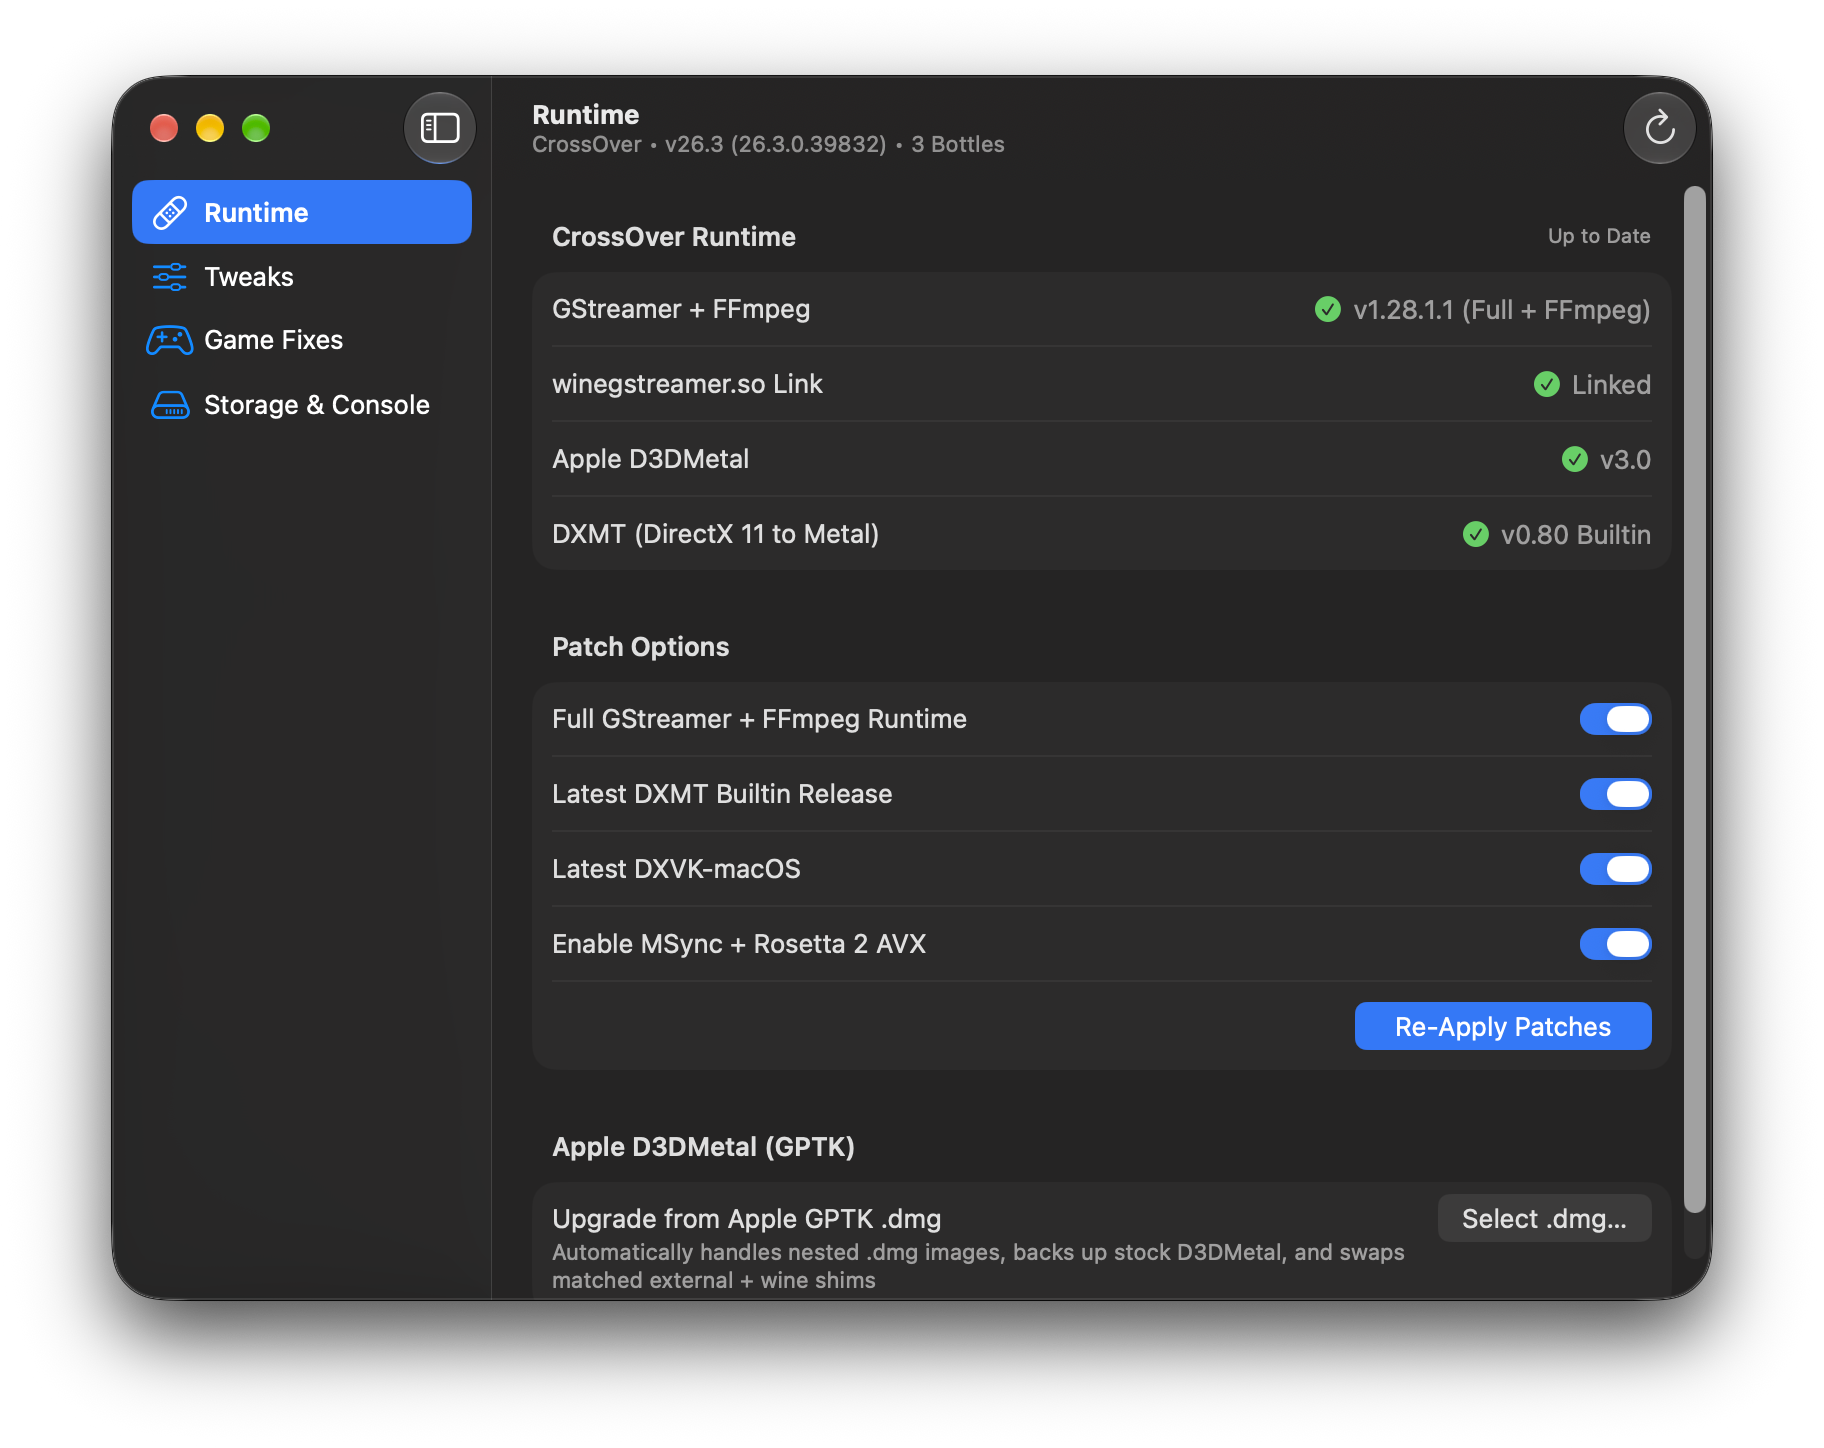 Runtime
CrossOver • v26.3 (26.3.0.39832) • 3 Bottles
Runtime
Tweaks
Game Fixes
Storage & Console
CrossOver Runtime
Up to Date
GStreamer + FFmpeg
v1.28.1.1 (Full + FFmpeg)
winegstreamer.so Link
Linked
Apple D3DMetal
v3.0
DXMT (DirectX 11 to Metal)
v0.80 Builtin
Patch Options
Full GStreamer + FFmpeg Runtime
Latest DXMT Builtin Release
Latest DXVK-macOS
Enable MSync + Rosetta 2 AVX
Re-Apply Patches
Apple D3DMetal (GPTK)
Upgrade from Apple GPTK .dmg
Select .dmg...
Automatically handles nested .dmg images, backs up stock D3DMetal, and swaps
matched external + wine shims